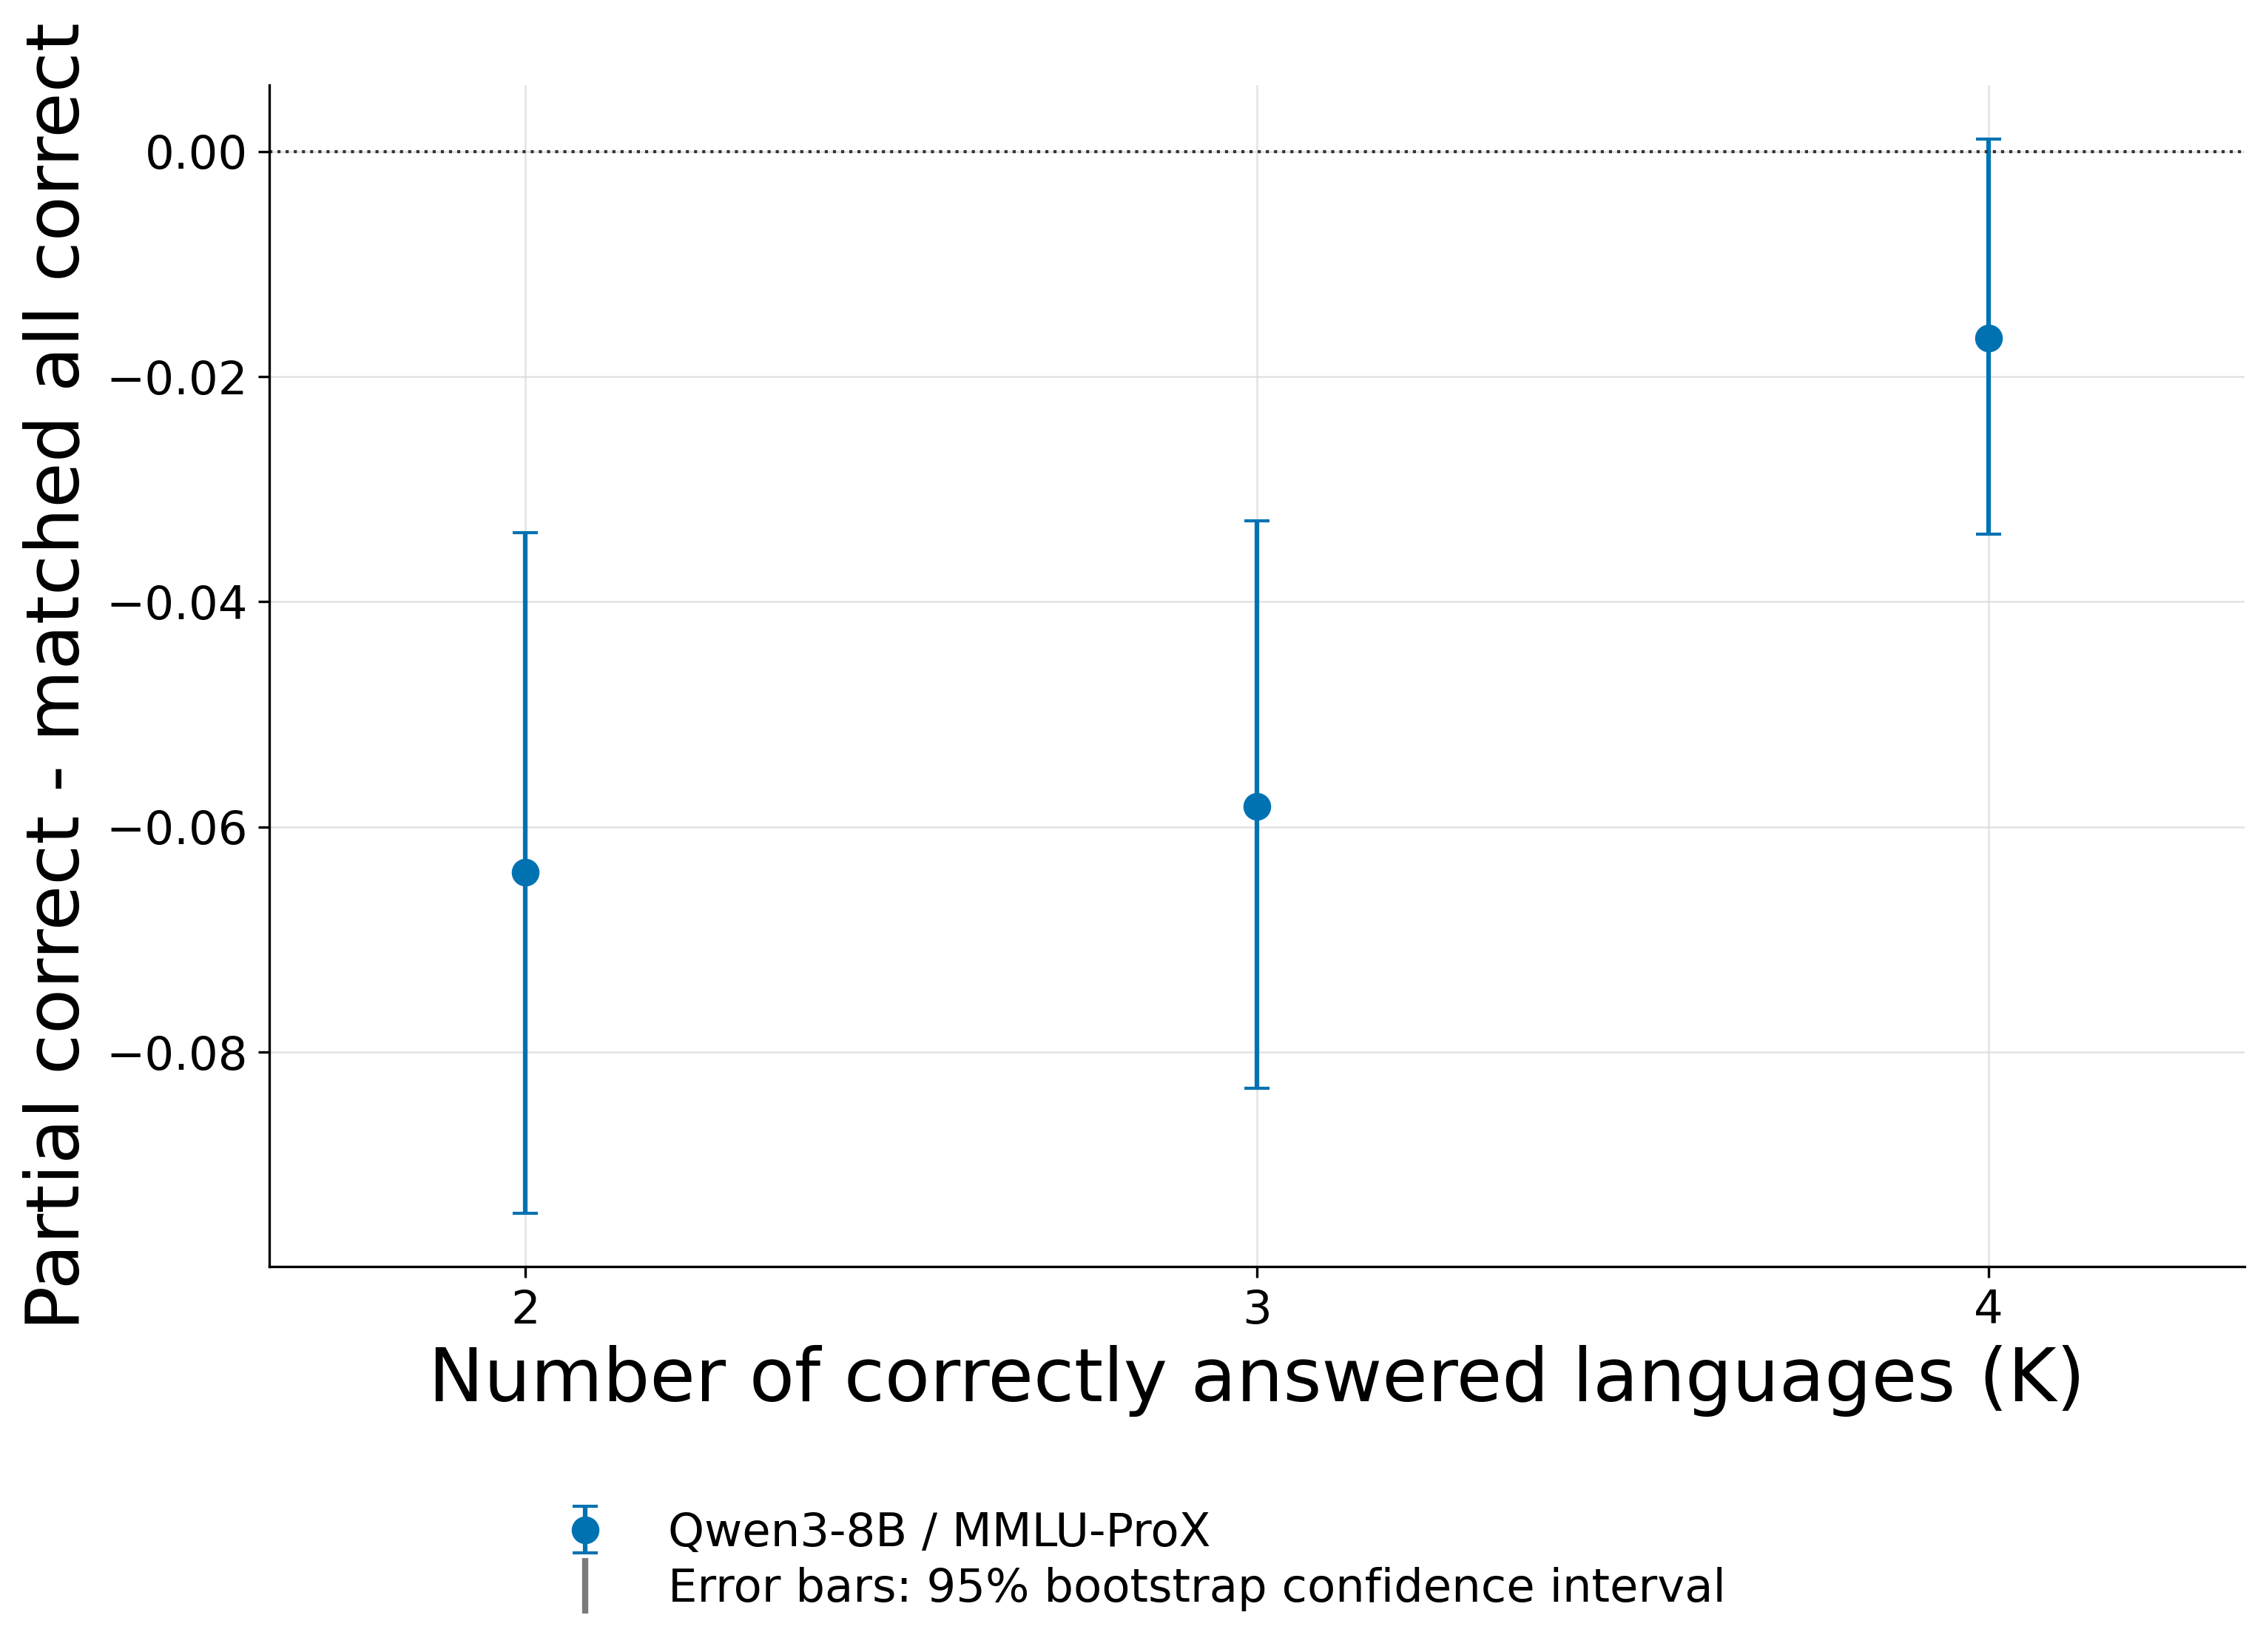 Partial correct - matched all correct
0.00
−0.02
−0.04
−0.06
−0.08
2 3 4
Number of correctly answered languages (K)
Qwen3-8B / MMLU-ProX
Error bars: 95% bootstrap confidence interval